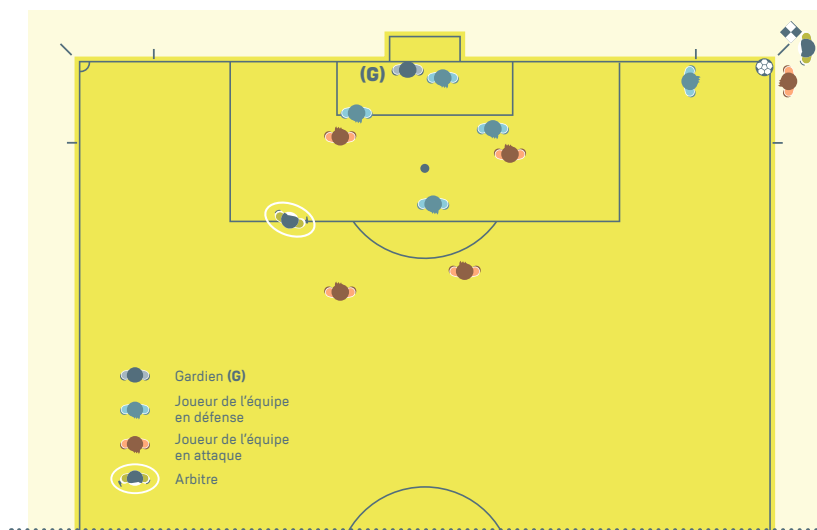 (G)
Gardien (G)
Joueur de l'équipe
en défense
Joueur de l'équipe
en attaque
Arbitre